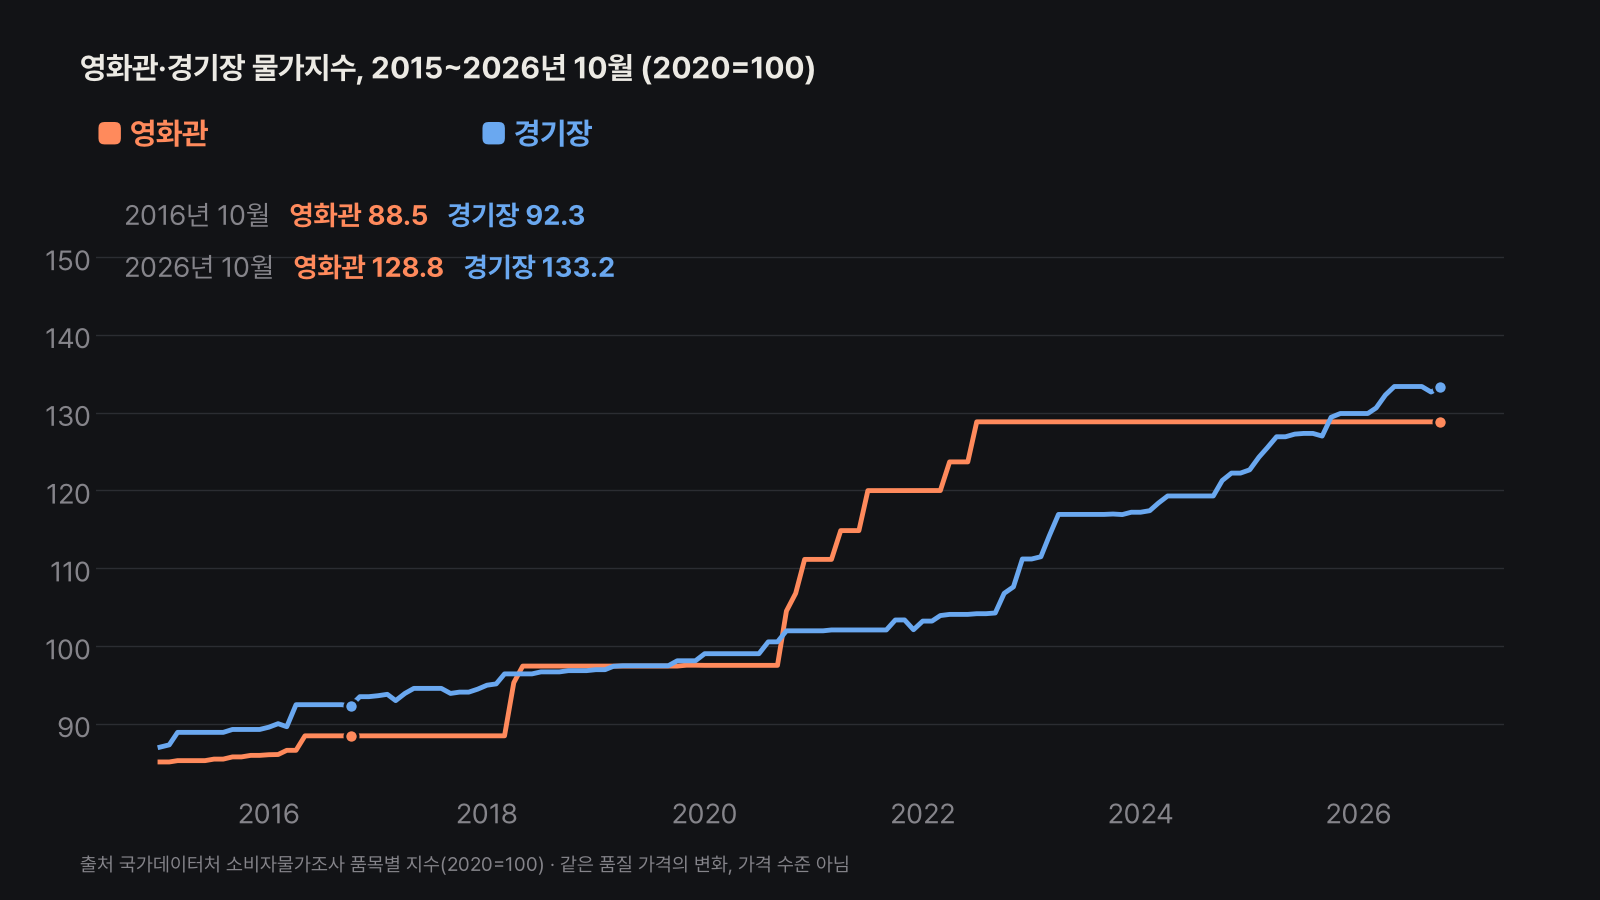 영화관·경기장 물가지수, 2015~2026년 10월 (2020=100)
영화관 경기장
2016년 10월 영화관 88.5 경기장 92.3
2026년 10월 영화관 128.8 경기장 133.2
150
140
130
120
110
100
90
2016 2018 2020 2022 2024 2026
출처 국가데이터처 소비자물가조사 품목별 지수(2020=100) · 같은 품질 가격의 변화, 가격 수준 아님